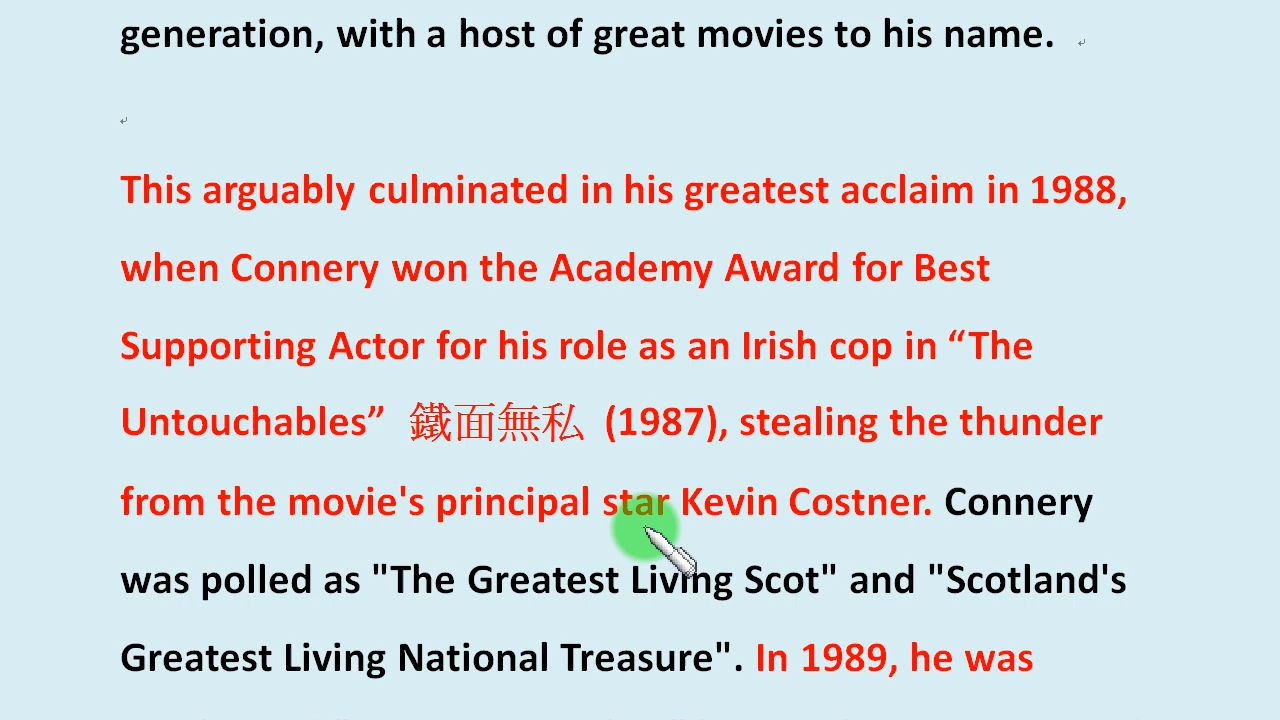 generation, with a host of great movies to his name.
This arguably culminated in his greatest acclaim in 1988,
when Connery won the Academy Award for Best
Supporting Actor for his role as an Irish cop in “The
Untouchables” 鐵面無私 (1987), stealing the thunder
from the movie's principal star Kevin Costner. Connery
was polled as "The Greatest Living Scot" and "Scotland's
Greatest Living National Treasure". In 1989, he was